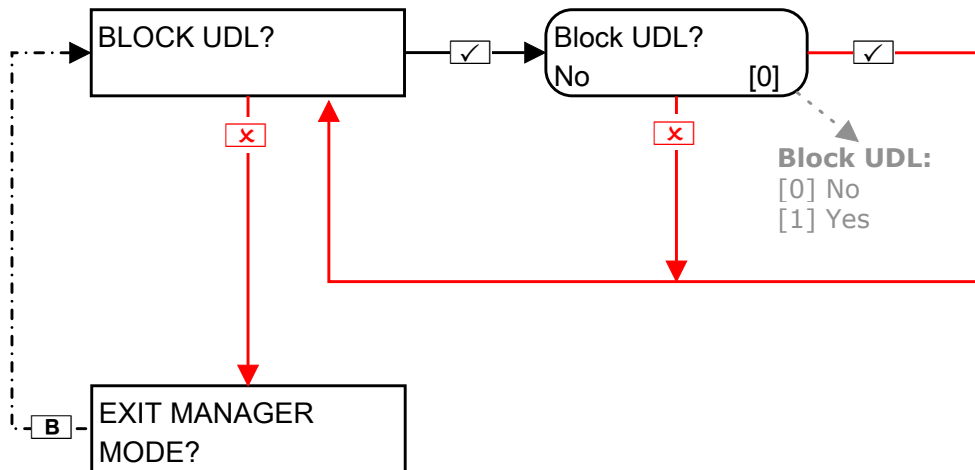 BLOCK UDL?
✓
Block UDL?
No [0]
✓
✗
✗
Block UDL:
[0] No
[1] Yes
EXIT MANAGER
MODE?
B